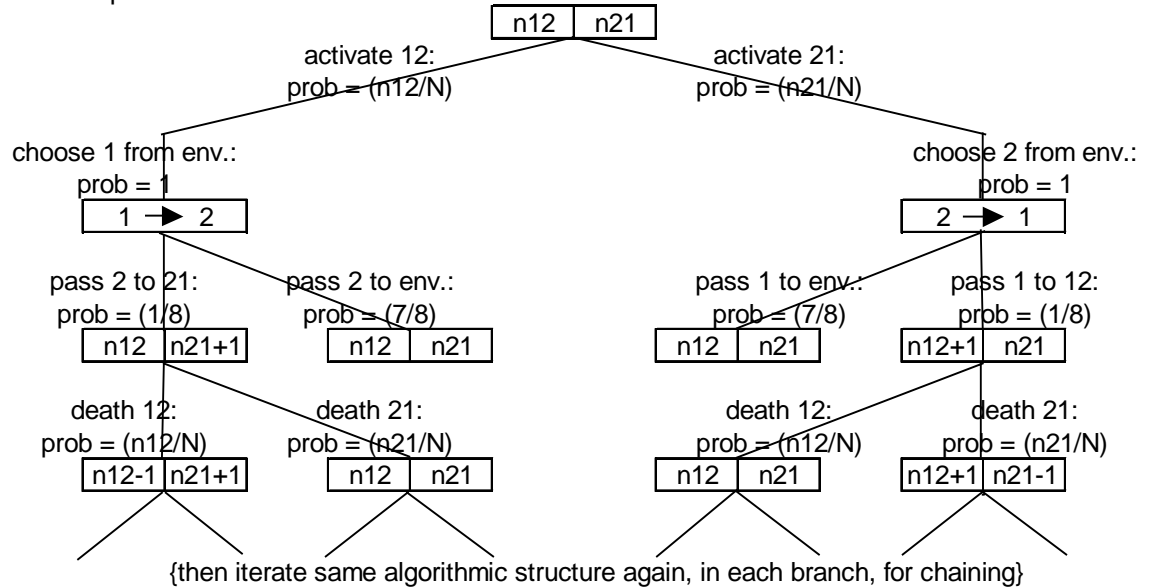 n12 n21
activate 12: activate 21:
prob = (n12/N) prob = (n21/N)
choose 1 from env.: choose 2 from env.:
prob = 1 prob = 1
1 → 2 2 → 1
pass 2 to 21: pass 2 to env.: pass 1 to env.: pass 1 to 12:
prob = (1/8) prob = (7/8) prob = (7/8) prob = (1/8)
n12 n21+1 n12 n21 n12 n21 n12+1 n21
death 12: death 21: death 12: death 21:
prob = (n12/N) prob = (n21/N) prob = (n12/N) prob = (n21/N)
n12-1 n21+1 n12 n21 n12 n21 n12+1 n21-1
{then iterate same algorithmic structure again, in each branch, for chaining}